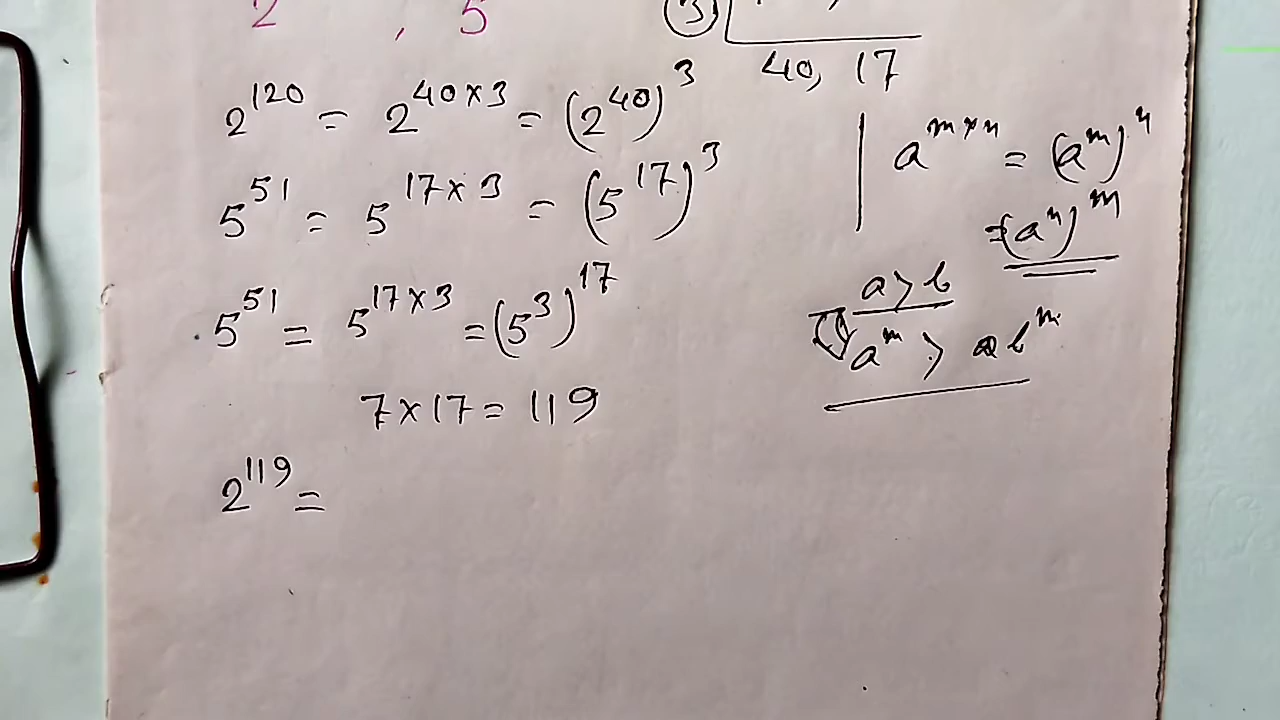 2 , 5
3
40, 17
2^120 = 2^40×3 = (2^40)^3
a^m×n = (a^m)^n
= (a^n)^m
5^51 = 5^17×3 = (5^17)^3
a > b
a^m > b^m
5^51 = 5^17×3 = (5^3)^17
7 × 17 = 119
2^119 =